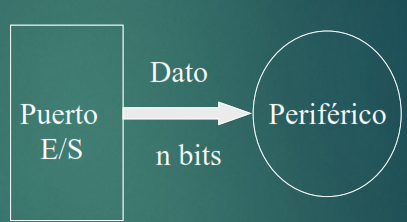 Dato
Puerto
E/S
n bits
Periférico